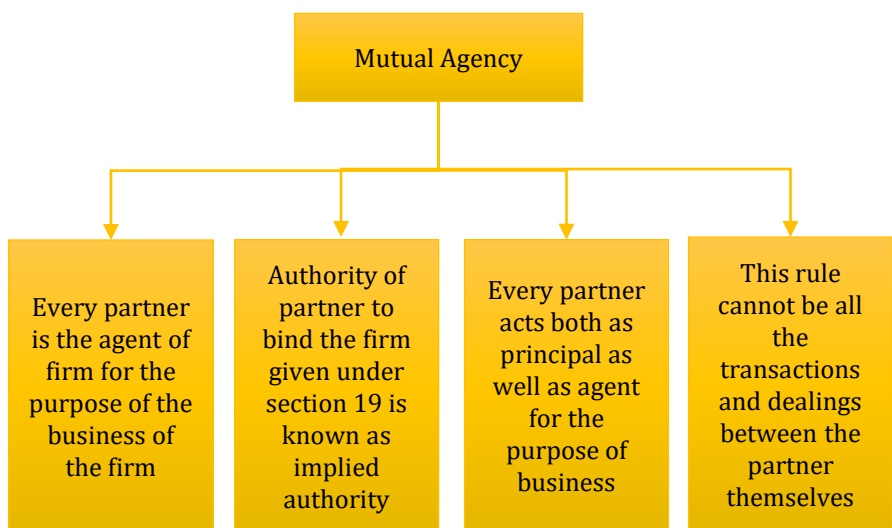 Mutual Agency
Every partner
is the agent of
firm for the
purpose of the
business of
the firm
Authority of
partner to
bind the firm
given under
section 19 is
known as
implied
authority
Every partner
acts both as
principal as
well as agent
for the
purpose of
business
This rule
cannot be all
the
transactions
and dealings
between the
partner
themselves